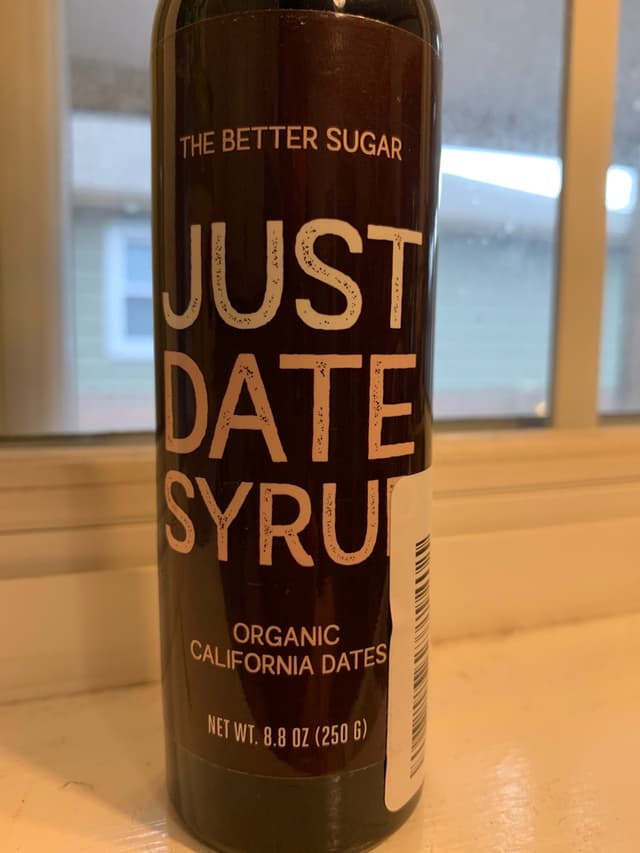 THE BETTER SUGAR
JUST
DATE
SYRU
ORGANIC
CALIFORNIA DATES
NET WT. 8.8 OZ (250 G)